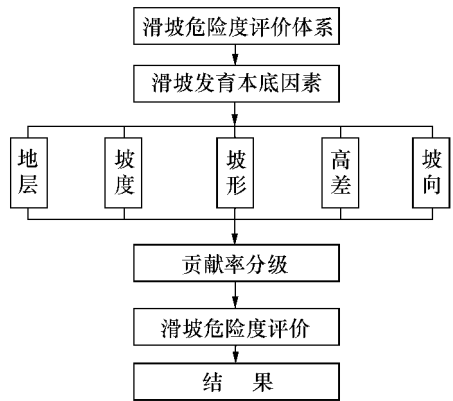 滑坡危险度评价体系
滑坡发育本底因素
地层
坡度
坡形
高差
坡向
贡献率分级
滑坡危险度评价
结 果